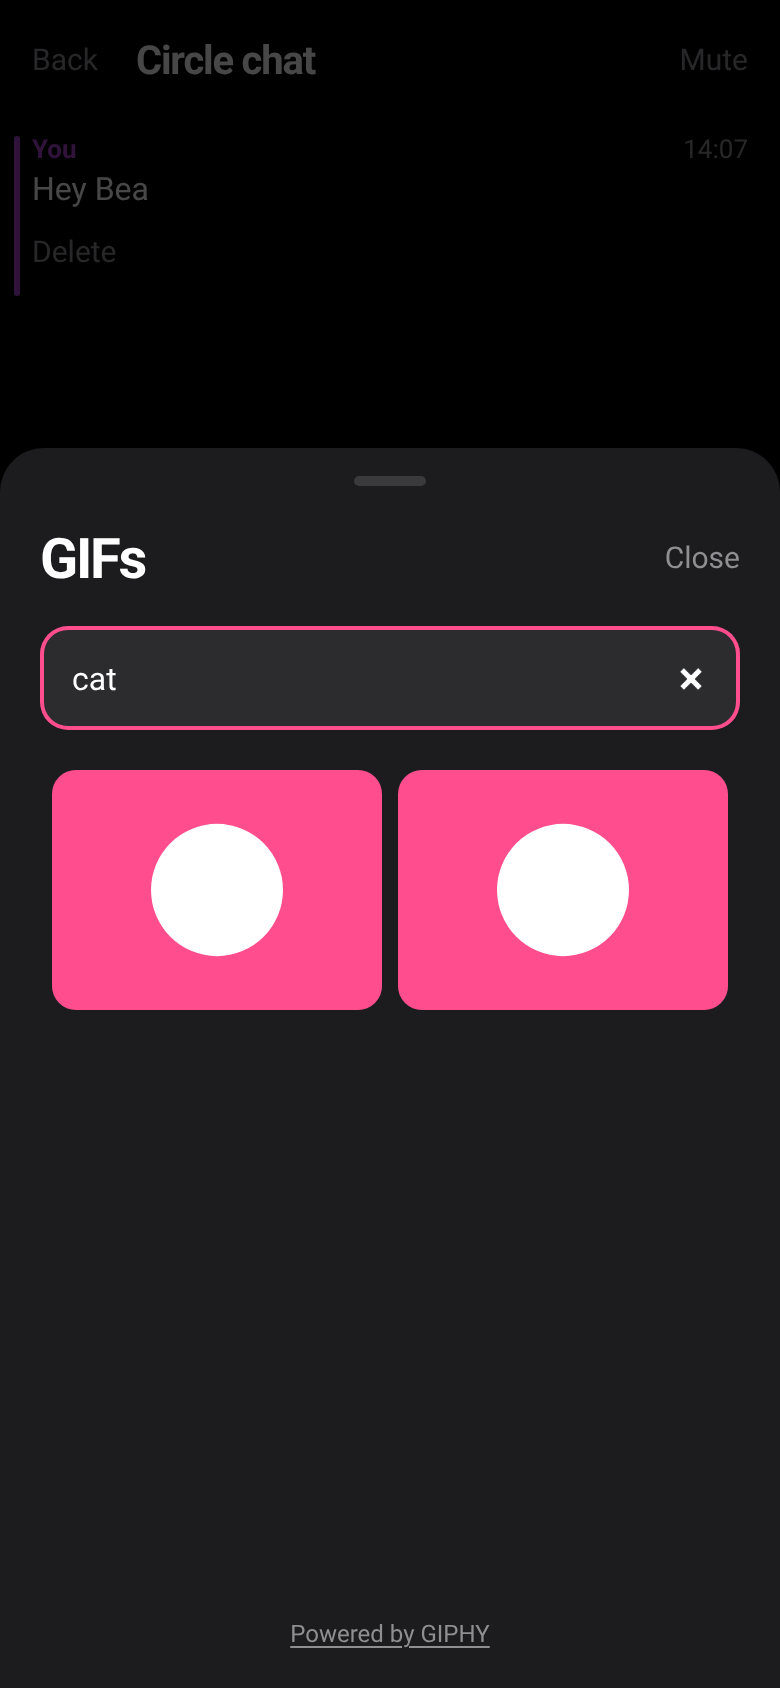 Back Circle chat Mute
You 14:07
Hey Bea
Delete
GIFs Close
cat
Powered by GIPHY